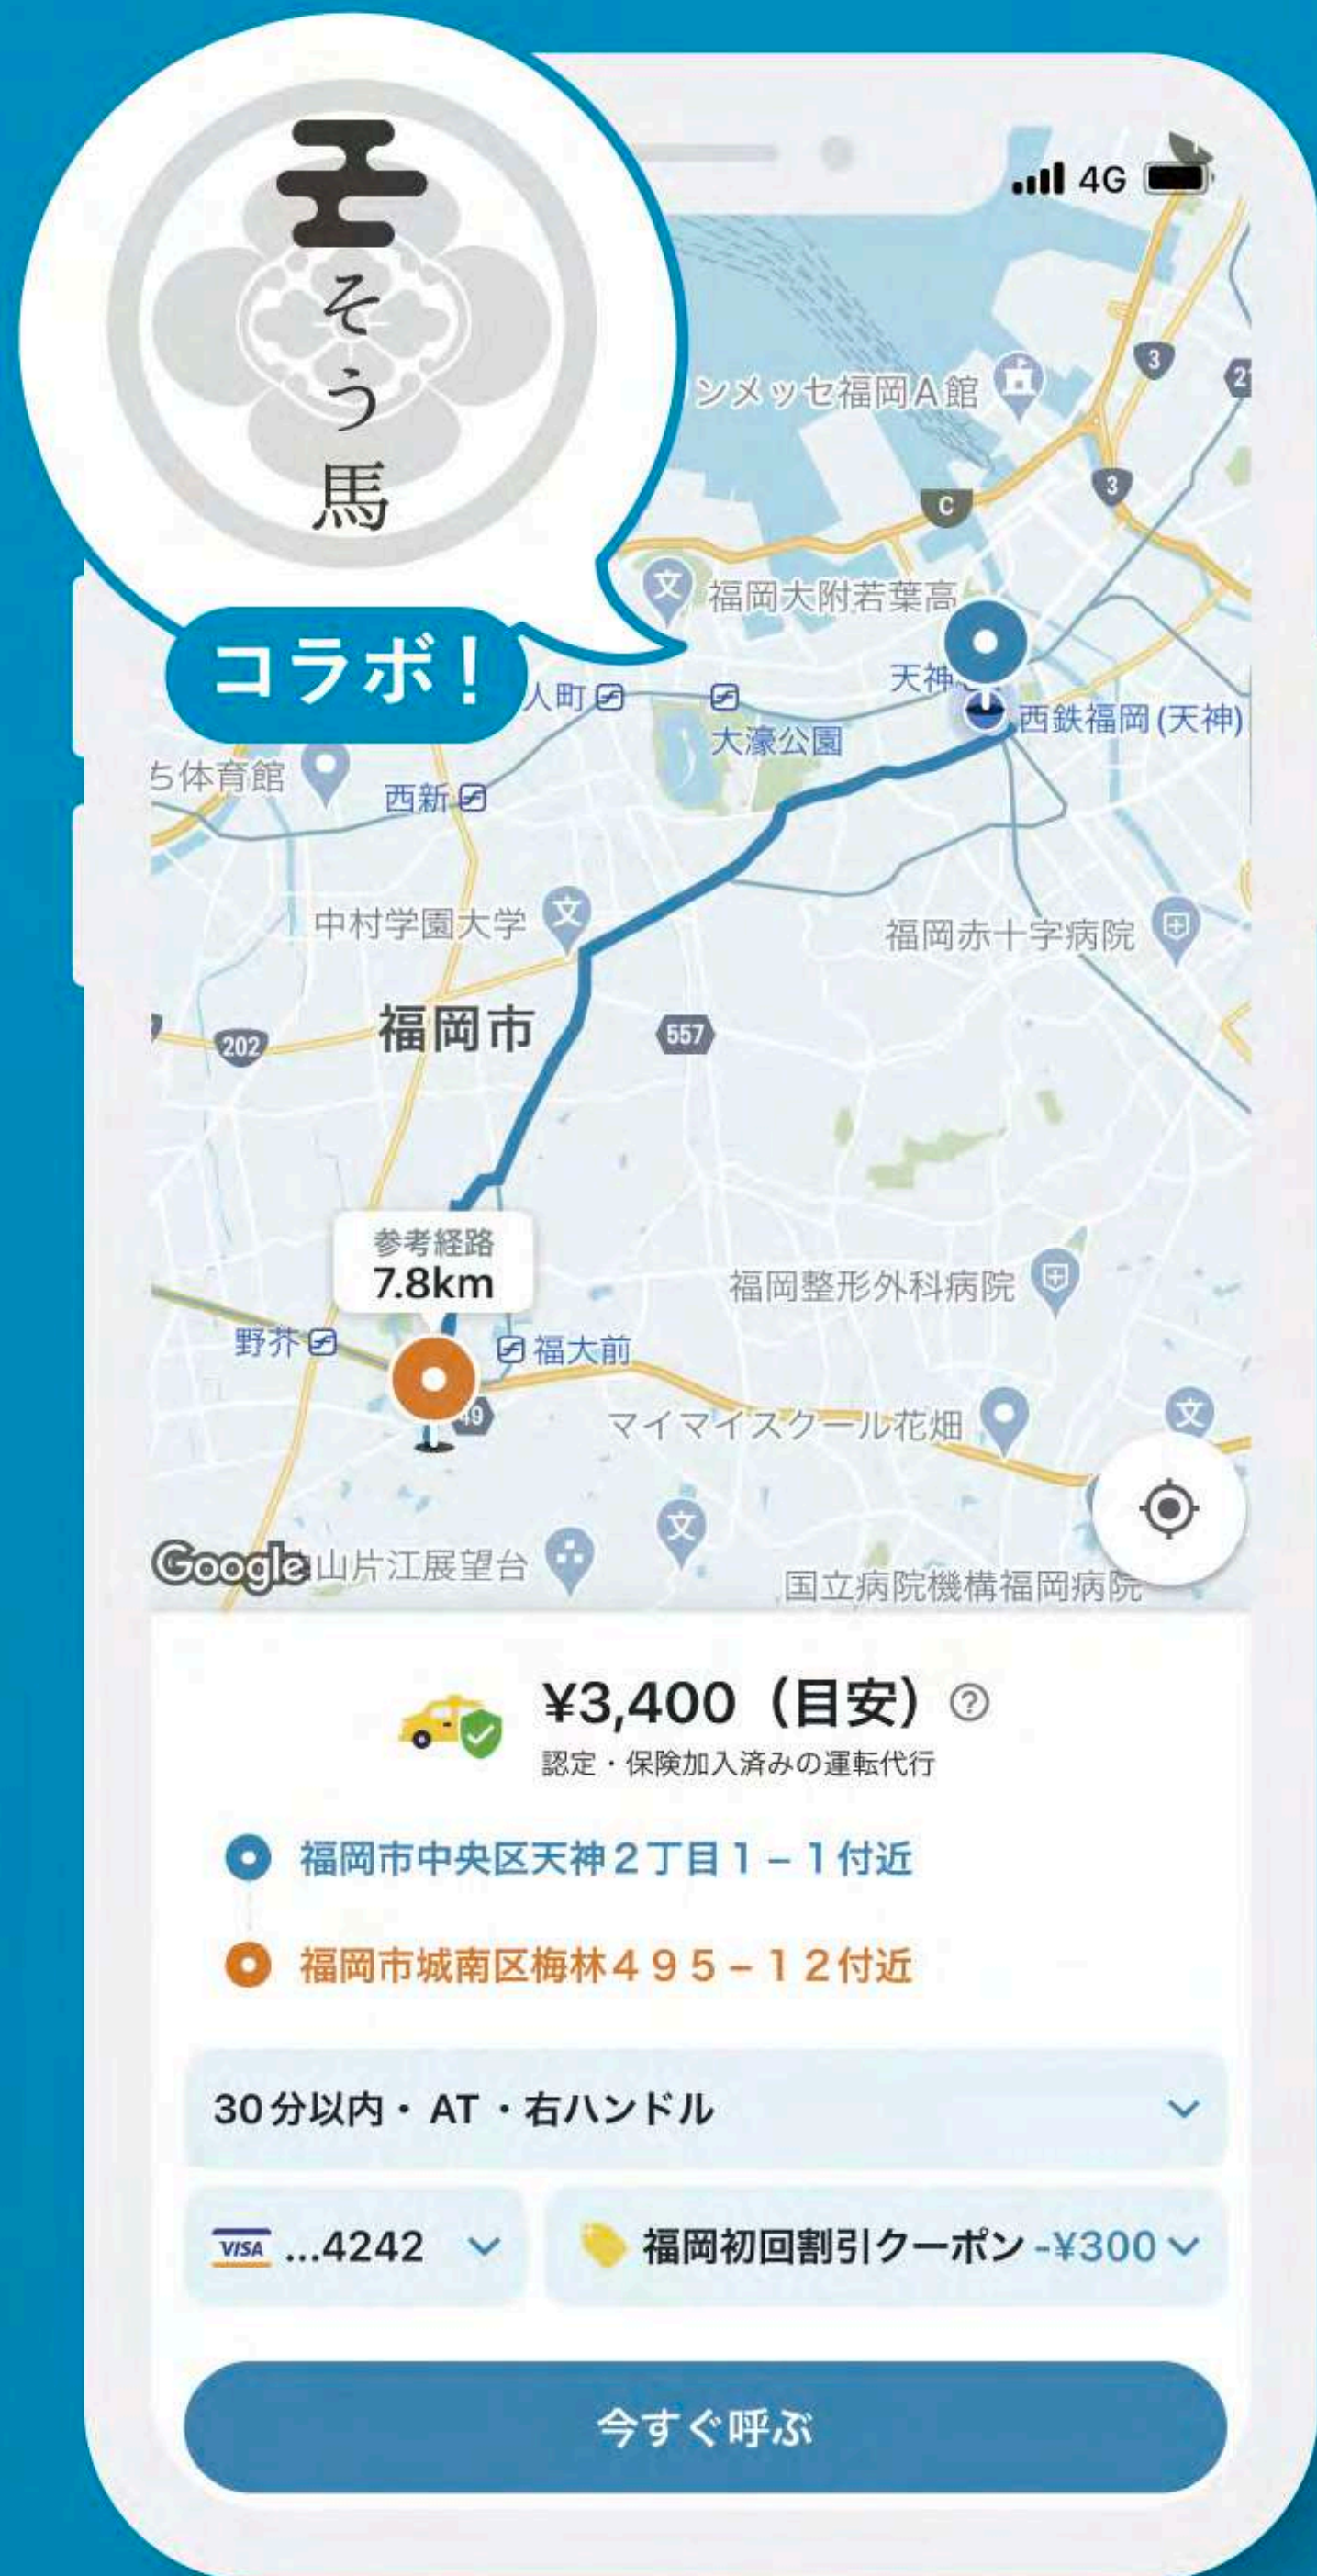 そう馬
コラボ！
4G
ンメッセ福岡A館
3
3
C
福岡大附若葉高
天神
人町
西鉄福岡(天神)
大濠公園
ち体育館
西新
中村学園大学
福岡赤十字病院
福岡市
557
202
参考経路
7.8km
福岡整形外科病院
野芥
福大前
49
マイマイスクール花畑
Google
山片江展望台
国立病院機構福岡病院
¥3,400（目安）
認定・保険加入済みの運転代行
福岡市中央区天神２丁目１−１付近
福岡市城南区梅林４９５−１２付近
30分以内・AT・右ハンドル
VISA ...4242
福岡初回割引クーポン -¥300
今すぐ呼ぶ